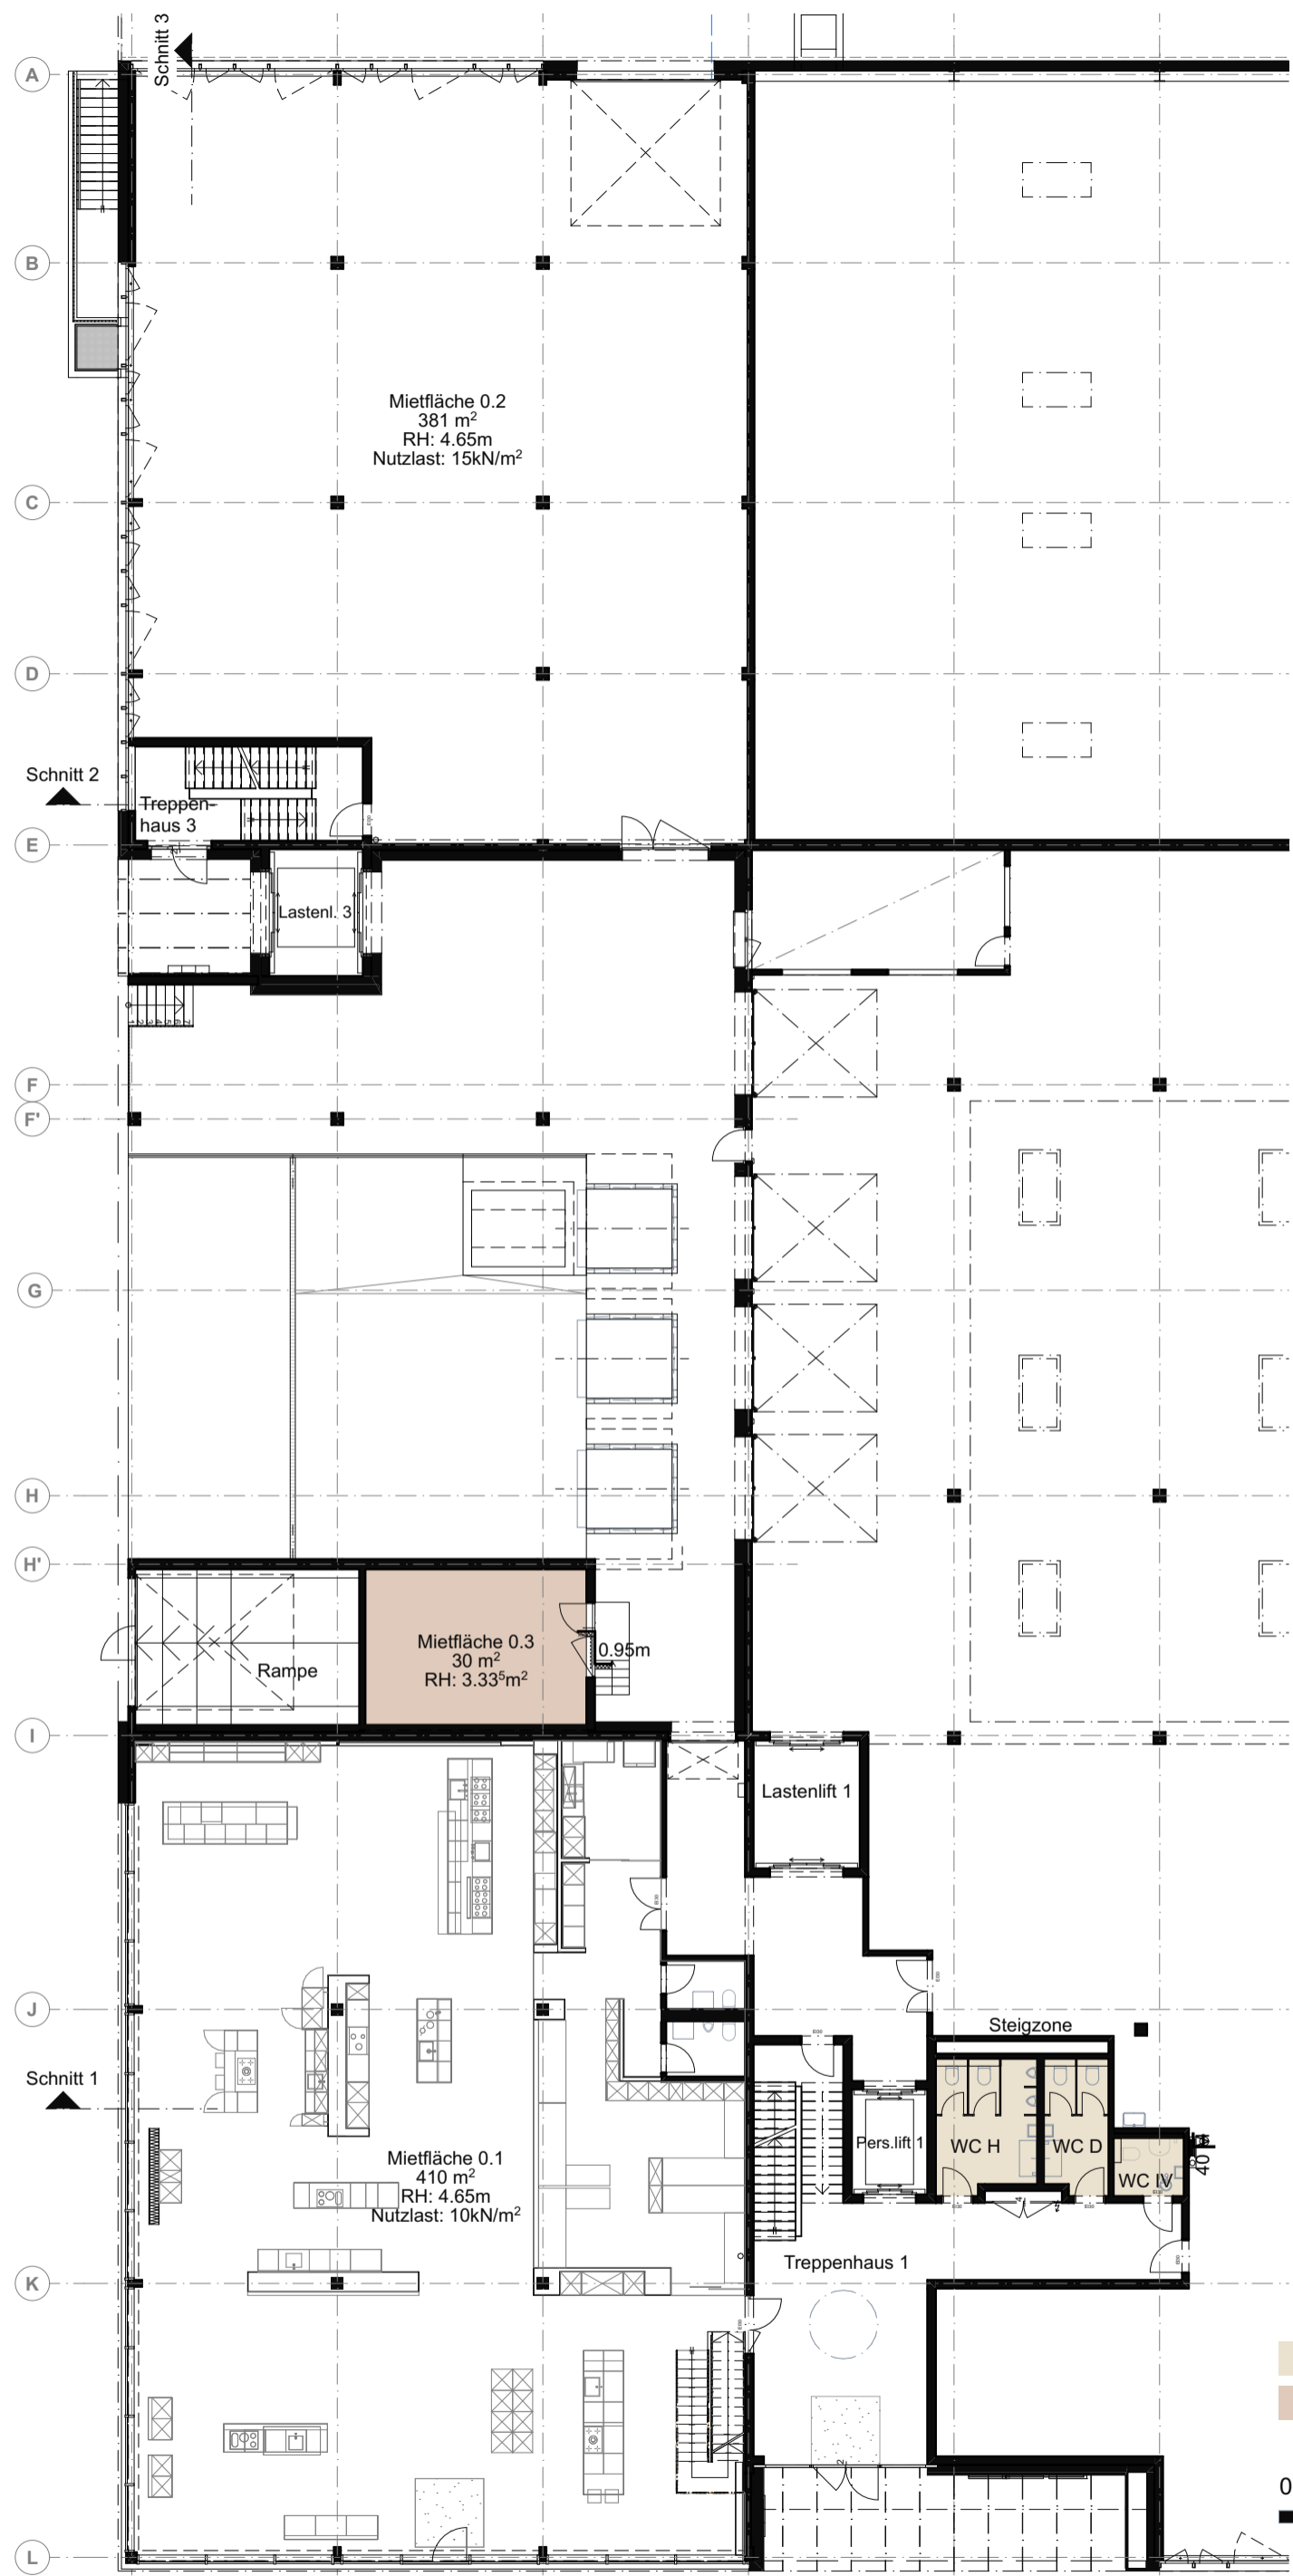 Schnitt 3
A
B
Mietfläche 0.2
381 m²
RH: 4.65m
Nutzlast: 15kN/m²
C
D
Schnitt 2
Treppen-
haus 3
E
Lastenl. 3
F
F'
G
H
H'
Mietfläche 0.3
30 m²
RH: 3.33⁵m²
0.95m
Rampe
I
Lastenlift 1
J
Steigzone
Schnitt 1
Pers.lift 1
WC H
WC D
WC IV
Mietfläche 0.1
410 m²
RH: 4.65m
Nutzlast: 10kN/m²
Treppenhaus 1
K
0
L